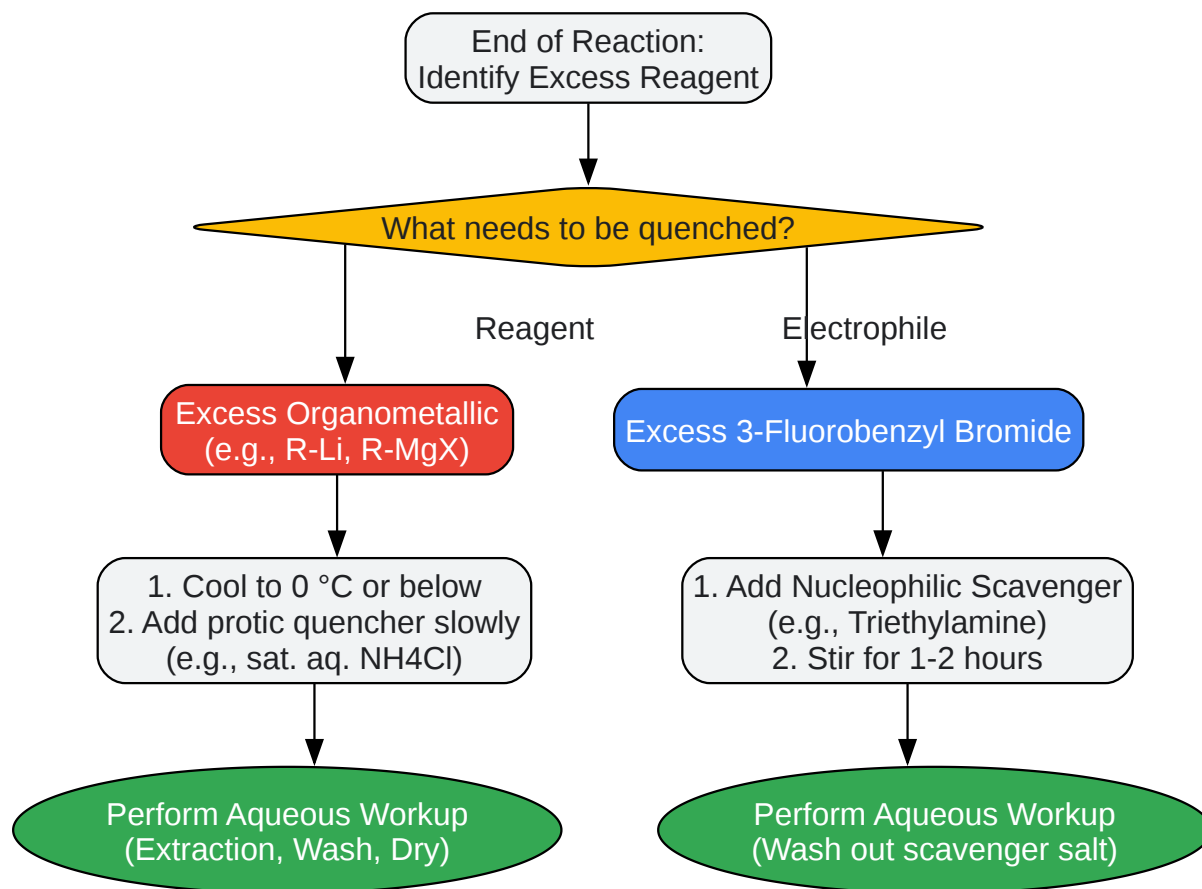 End of Reaction:
Identify Excess Reagent
What needs to be quenched?
Reagent
Electrophile
Excess Organometallic
(e.g., R-Li, R-MgX)
Excess 3-Fluorobenzyl Bromide
1. Cool to 0 °C or below
2. Add protic quencher slowly
(e.g., sat. aq. NH4Cl)
1. Add Nucleophilic Scavenger
(e.g., Triethylamine)
2. Stir for 1-2 hours
Perform Aqueous Workup
(Extraction, Wash, Dry)
Perform Aqueous Workup
(Wash out scavenger salt)